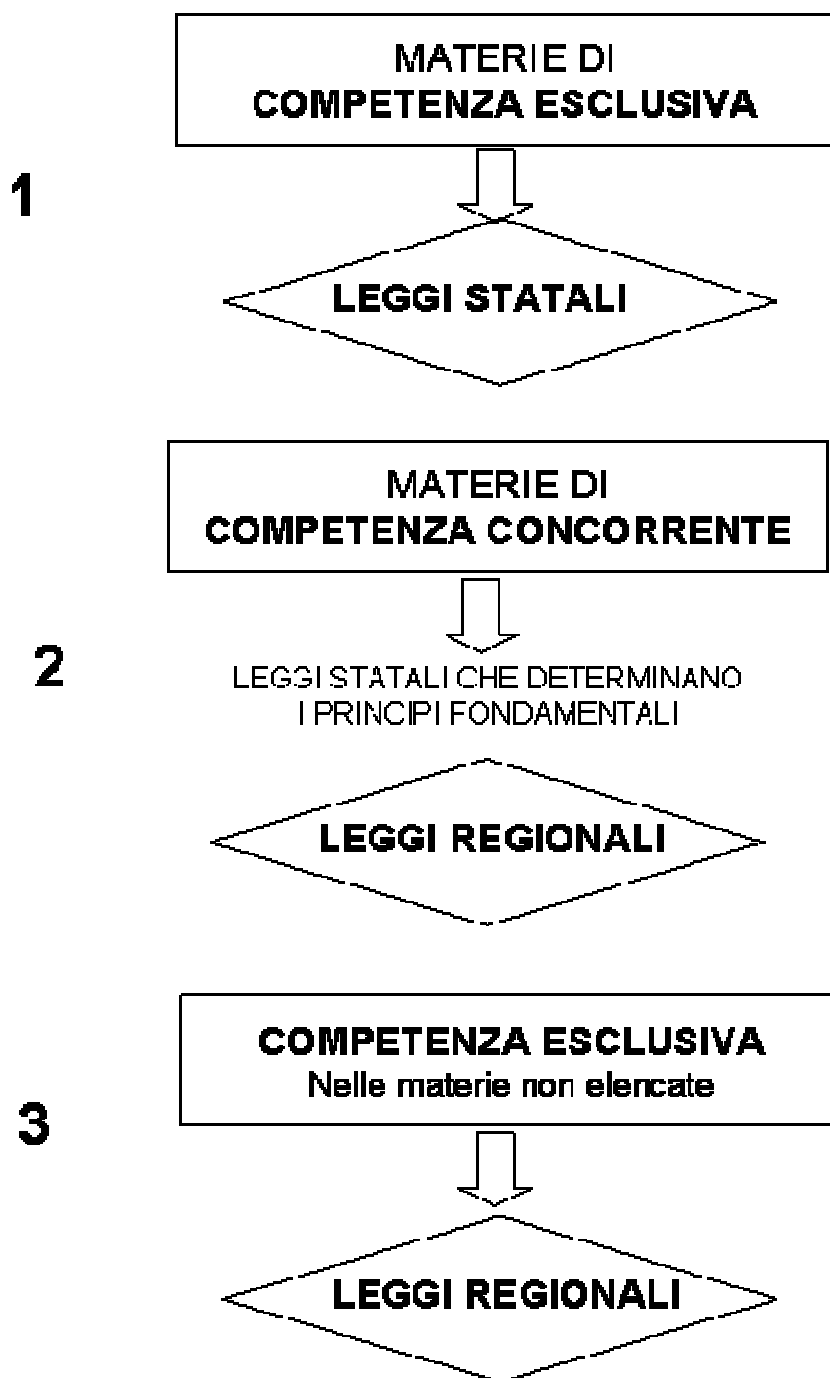 MATERIE DI
COMPETENZA ESCLUSIVA
1
LEGGI STATALI
MATERIE DI
COMPETENZA CONCORRENTE
2
LEGGI STATALI CHE DETERMINANO
I PRINCIPI FONDAMENTALI
LEGGI REGIONALI
COMPETENZA ESCLUSIVA
Nelle materie non elencate
3
LEGGI REGIONALI